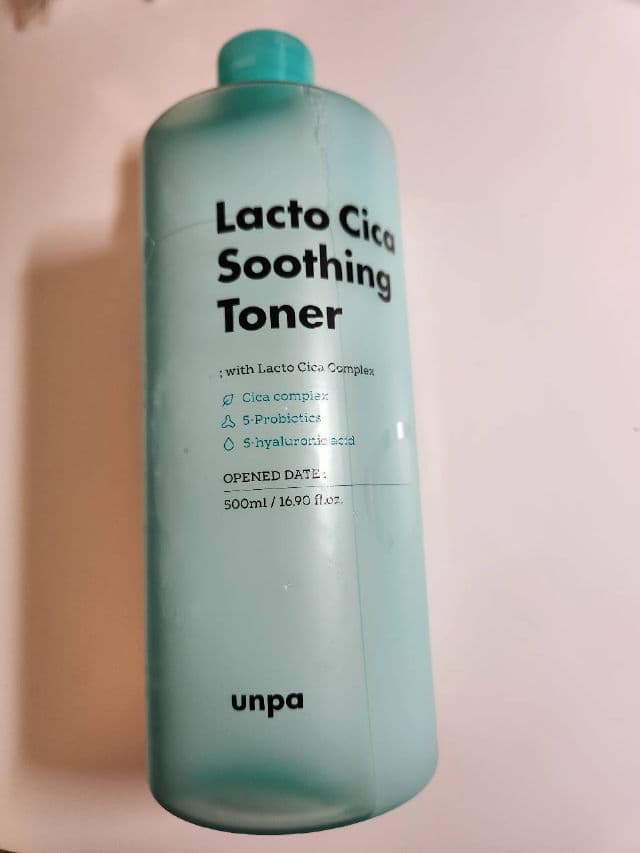 Lacto Cica
Soothing
Toner
; with Lacto Cica Complex
Cica complex
5-Probiotics
5-hyaluronic acid
OPENED DATE :
500ml / 16.90 fl.oz.
unpa